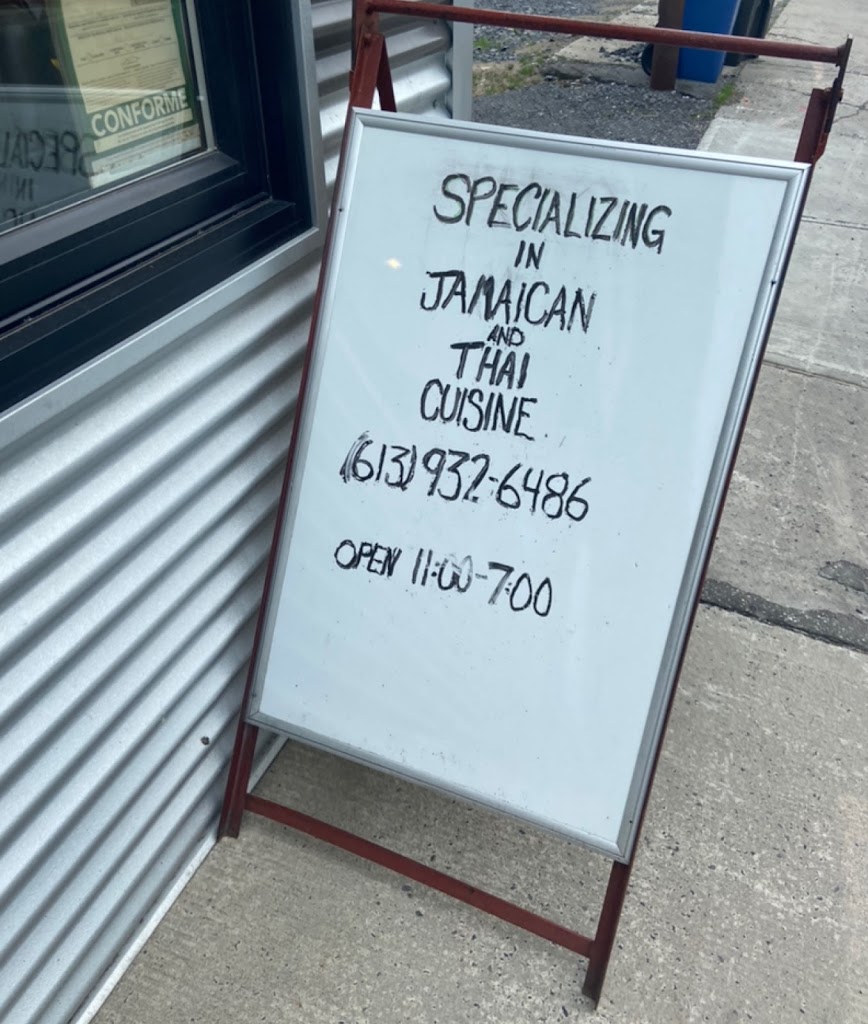 CONFORME
SPECIALIZING
IN
JAMAICAN
AND
THAI
CUISINE.
(613) 932-6486
OPEN 11:00-7:00